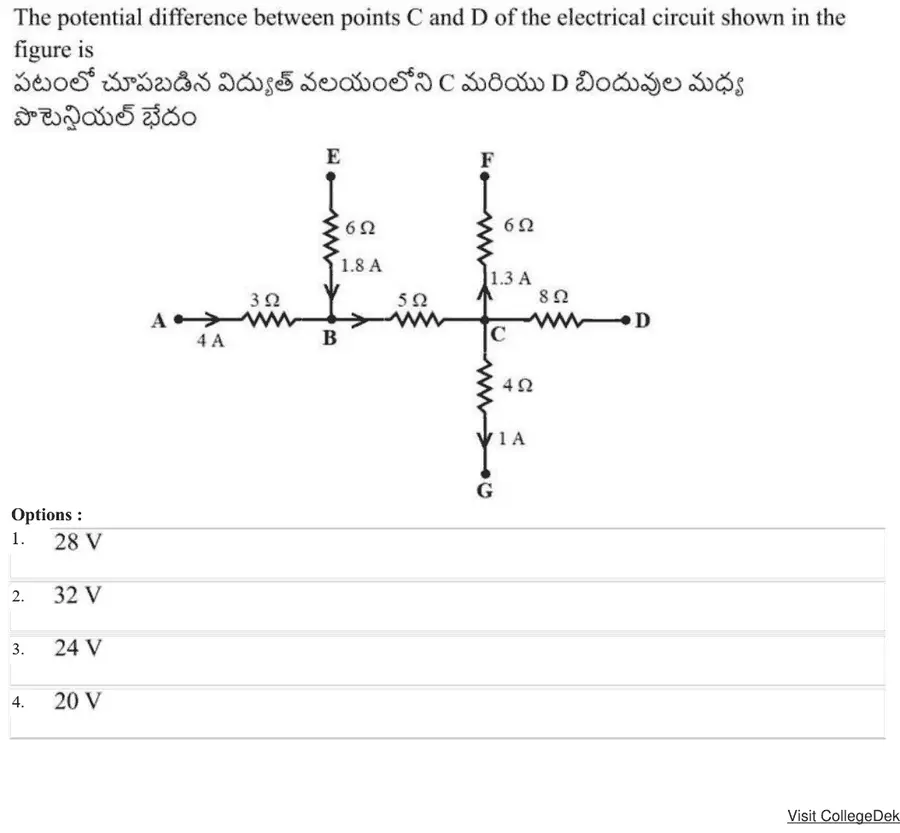 The potential difference between points C and D of the electrical circuit shown in the
figure is
పటంలో చూపబడిన విద్యుత్ వలయంలోని C మరియు D బిందువుల మధ్య
పొటెన్షియల్ భేదం
E
F
6 Ω
6 Ω
1.8 A
1.3 A
3 Ω
5 Ω
8 Ω
A
B
C
D
4 A
4 Ω
1 A
G
Options :
1. 28 V
2. 32 V
3. 24 V
4. 20 V
Visit CollegeDek